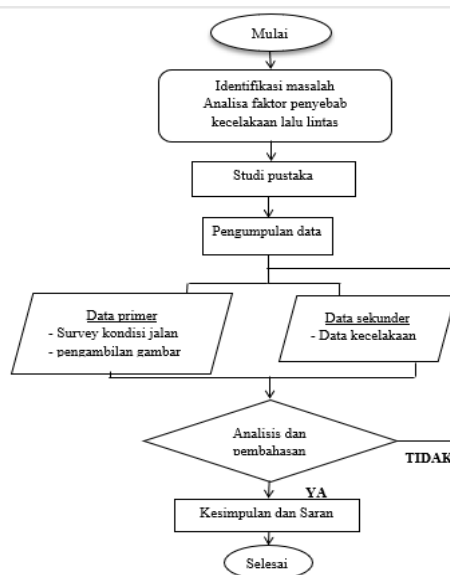 Mulai
Identifikasi masalah
Analisa faktor penyebab
kecelakaan lalu lintas
Studi pustaka
Pengumpulan data
Data primer
- Survey kondisi jalan
- pengambilan gambar
Data sekunder
- Data kecelakaan
Analisis dan
pembahasan
TIDAK
YA
Kesimpulan dan Saran
Selesai